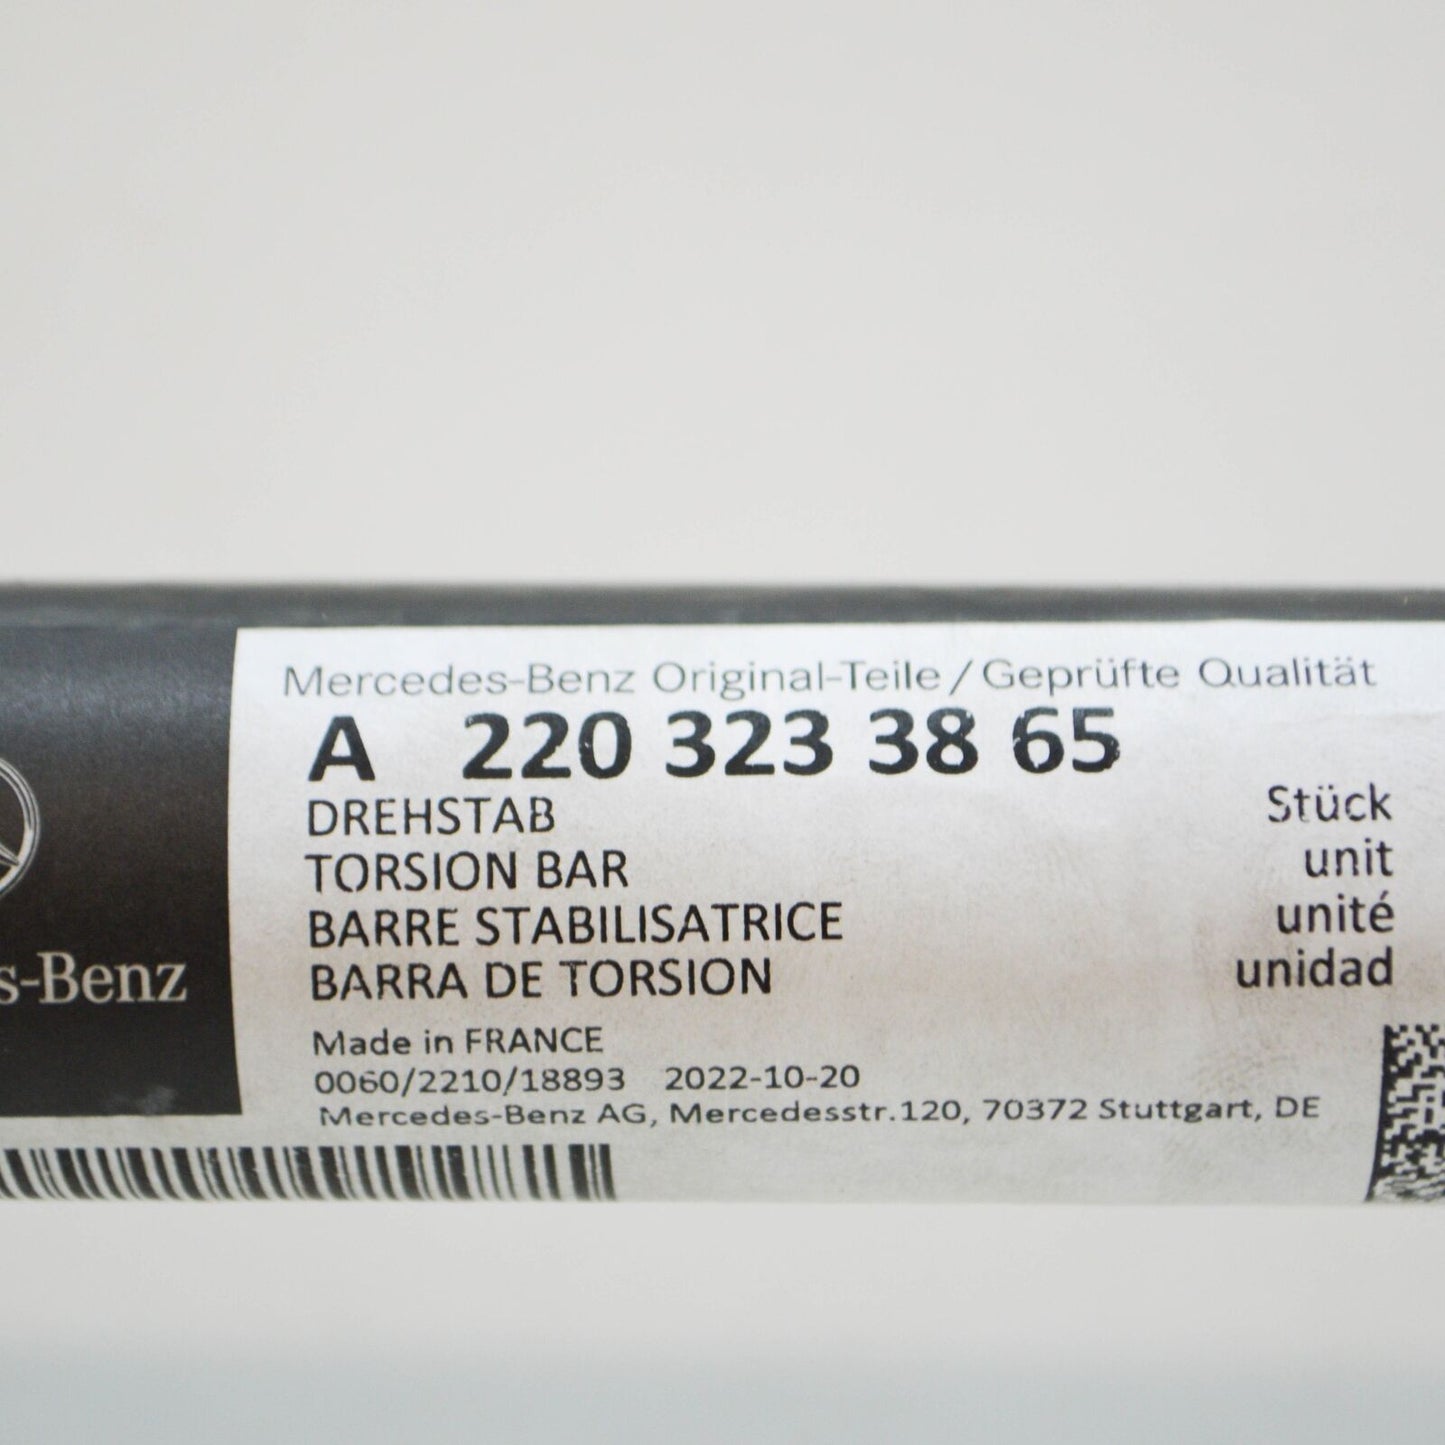 Mercedes-Benz Original-Teile / Geprüfte Qualität
A 220 323 38 65
DREHSTAB Stück
TORSION BAR unit
BARRE STABILISATRICE unité
BARRA DE TORSION unidad
s-Benz
Made in FRANCE
0060/2210/18893 2022-10-20
Mercedes-Benz AG, Mercedesstr.120, 70372 Stuttgart, DE